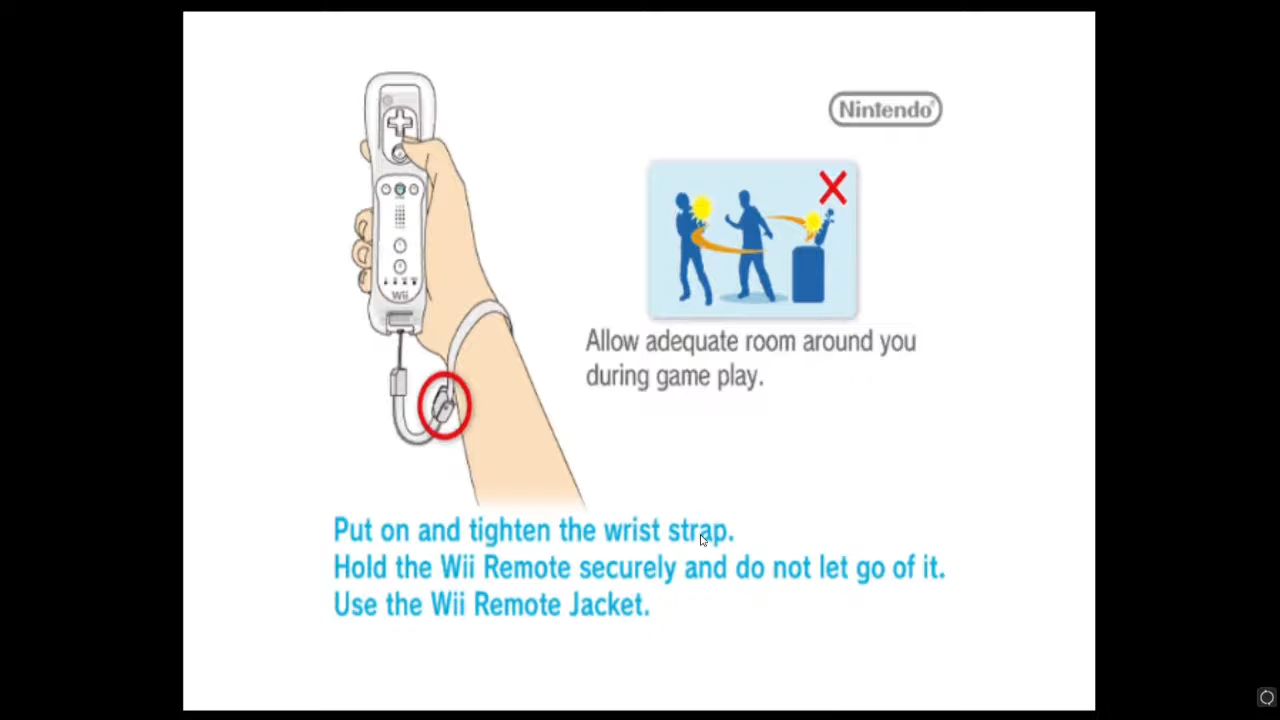 Nintendo®
Wii
Allow adequate room around you
during game play.
Put on and tighten the wrist strap.
Hold the Wii Remote securely and do not let go of it.
Use the Wii Remote Jacket.